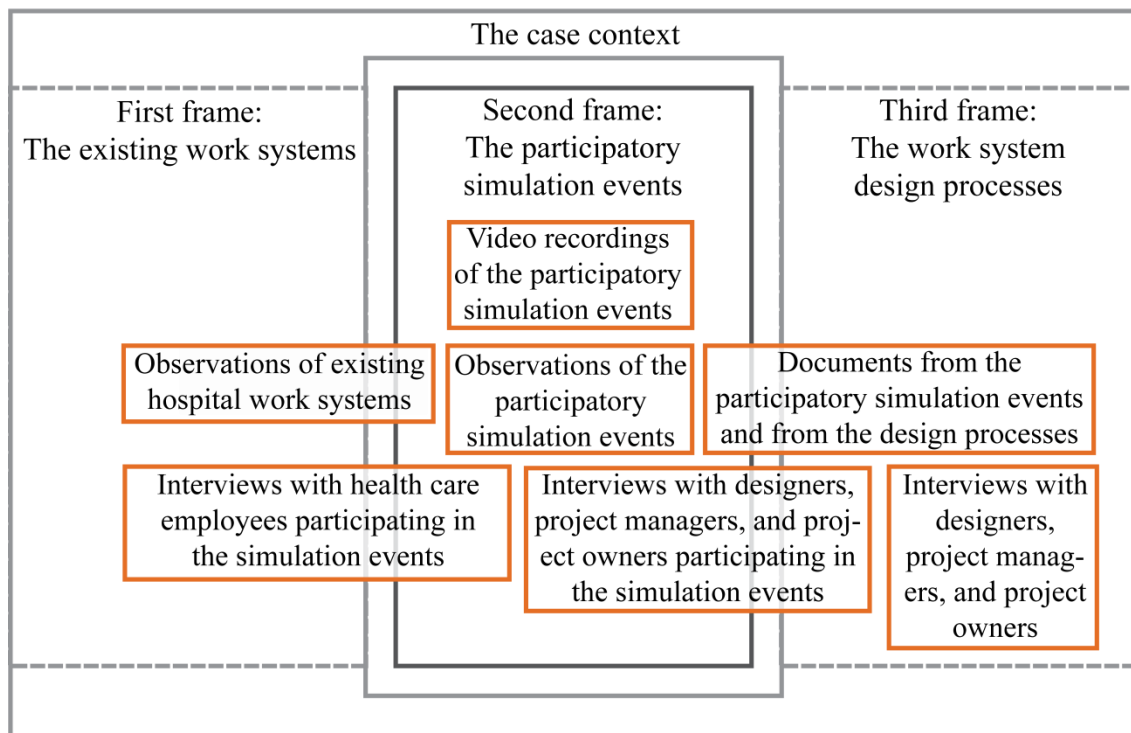 The case context
First frame:
The existing work systems
Second frame:
The participatory
simulation events
Third frame:
The work system
design processes
Video recordings
of the participatory
simulation events
Observations of existing
hospital work systems
Observations of the
participatory
simulation events
Documents from the
participatory simulation events
and from the design processes
Interviews with health care
employees participating in
the simulation events
Interviews with designers,
project managers, and proj-
ect owners participating in
the simulation events
Interviews with
designers,
project manag-
ers, and project
owners